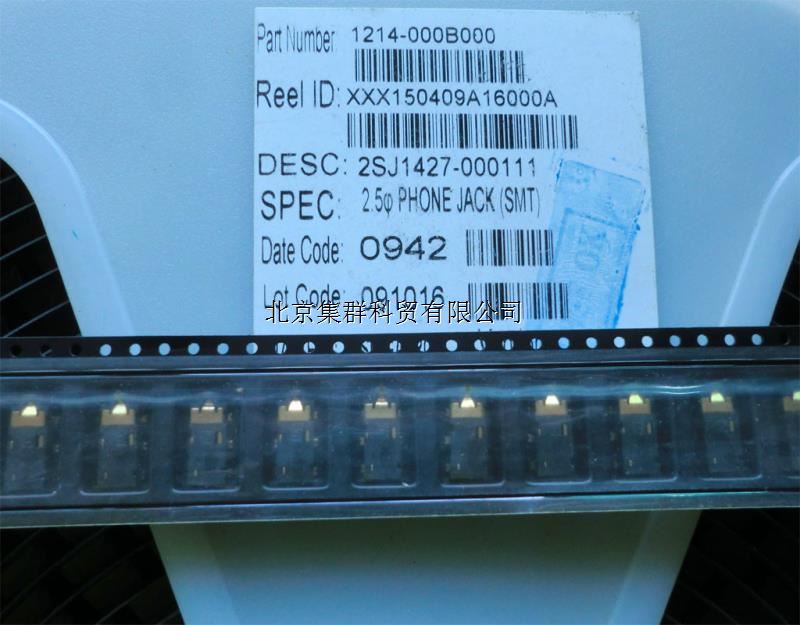 Part Number: 1214-000B000
Reel ID: XXX150409A16000A
DESC: 2SJ1427-000111
SPEC: 2.5φ PHONE JACK (SMT)
Date Code: 0942
Lot Code: 091016
北京集群科贸有限公司